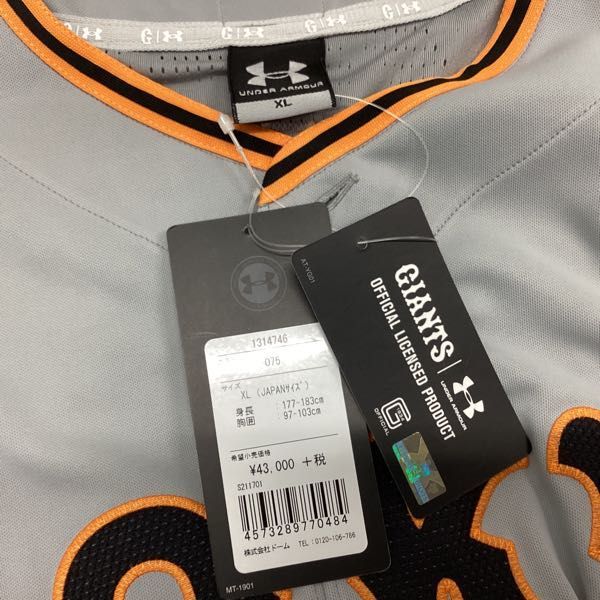 UNDER ARMOUR
XL
1314746
075
サイズ
XL (JAPANサイズ)
身長 : 177-183cm
胸囲 : 97-103cm
希望小売価格
¥43,000 +税
S211701
4573289770484
株式会社ドーム TEL : 0120-106-786
MT-1901
AT-YG01
GIANTS
OFFICIAL LICENSED PRODUCT
UNDER ARMOUR
OFFICIAL